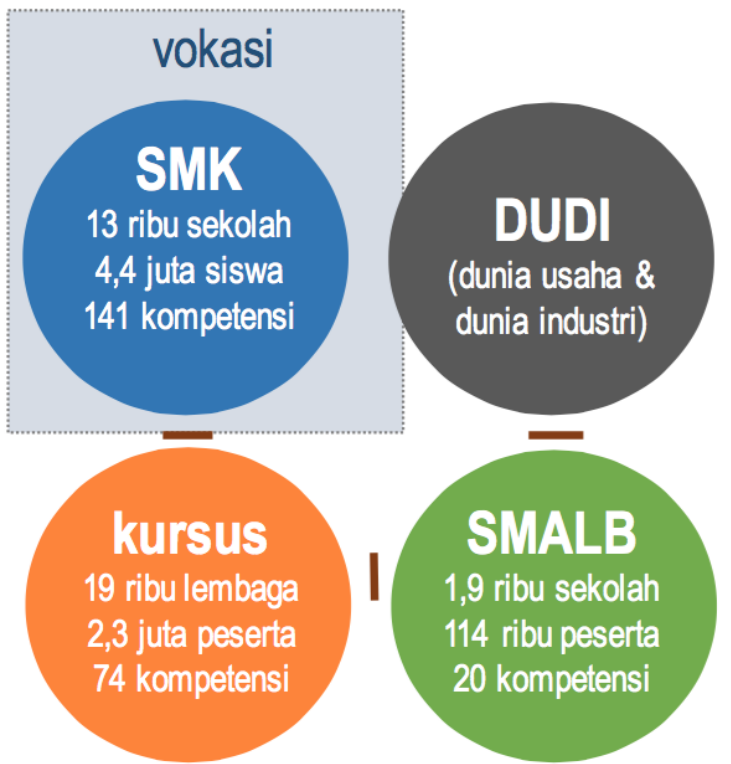 vokasi
SMK
13 ribu sekolah
4,4 juta siswa
141 kompetensi
DUDI
(dunia usaha &
dunia industri)
kursus
19 ribu lembaga
2,3 juta peserta
74 kompetensi
SMALB
1,9 ribu sekolah
114 ribu peserta
20 kompetensi